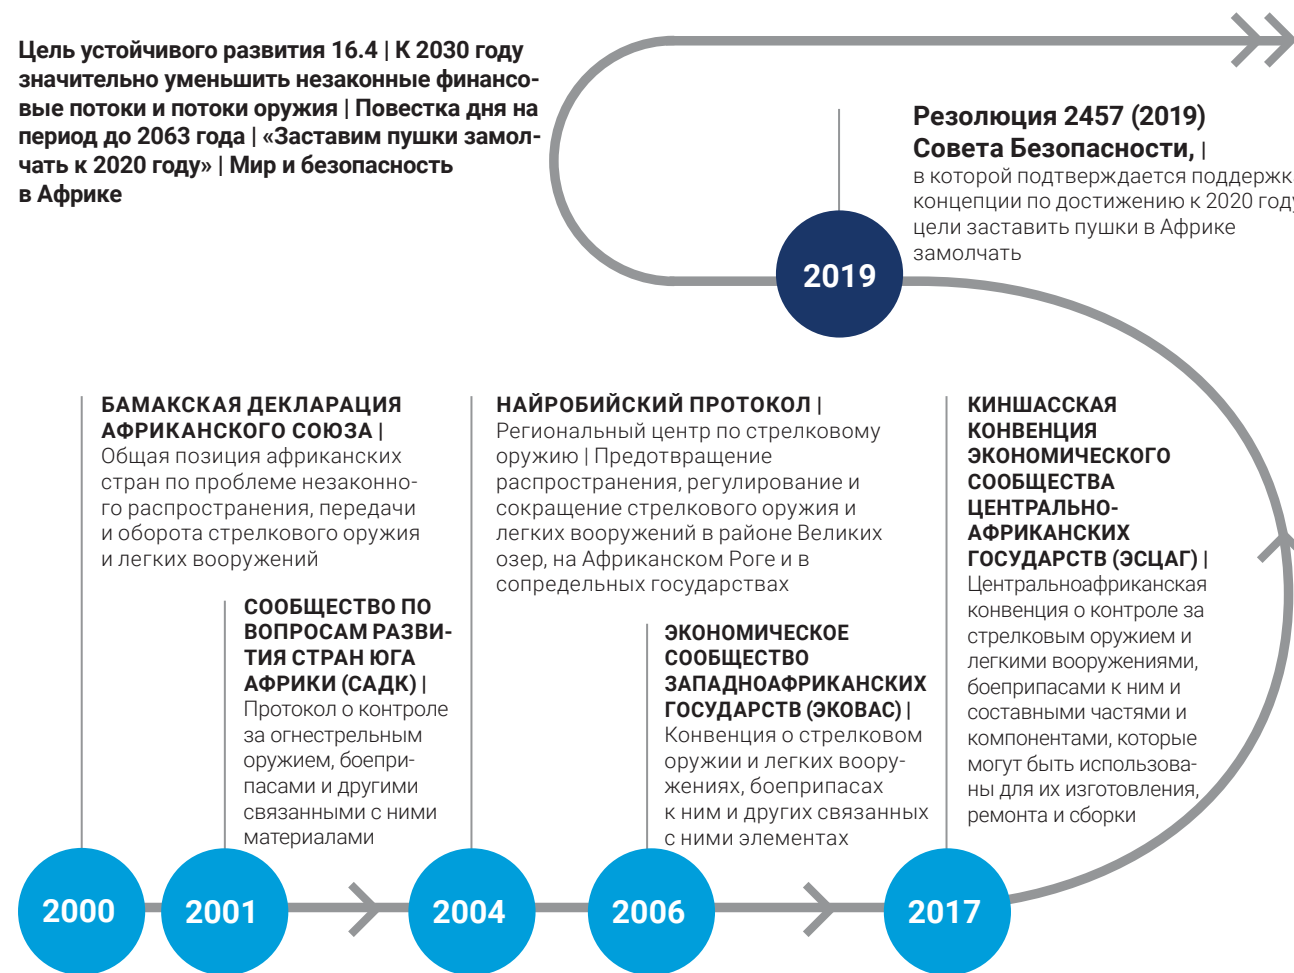 Цель устойчивого развития 16.4 | К 2030 году
значительно уменьшить незаконные финансо-
вые потоки и потоки оружия | Повестка дня на
период до 2063 года | «Заставим пушки замол-
чать к 2020 году» | Мир и безопасность
в Африке
Резолюция 2457 (2019)
Совета Безопасности, |
в которой подтверждается поддержк
концепции по достижению к 2020 году
цели заставить пушки в Африке
замолчать
2019
БАМАКСКАЯ ДЕКЛАРАЦИЯ
АФРИКАНСКОГО СОЮЗА |
Общая позиция африканских
стран по проблеме незаконно-
го распространения, передачи
и оборота стрелкового оружия
и легких вооружений
СООБЩЕСТВО ПО
ВОПРОСАМ РАЗВИ-
ТИЯ СТРАН ЮГА
АФРИКИ (САДК) |
Протокол о контроле
за огнестрельным
оружием, боепри-
пасами и другими
связанными с ними
материалами
НАЙРОБИЙСКИЙ ПРОТОКОЛ |
Региональный центр по стрелковому
оружию | Предотвращение
распространения, регулирование и
сокращение стрелкового оружия и
легких вооружений в районе Великих
озер, на Африканском Роге и в
сопредельных государствах
ЭКОНОМИЧЕСКОЕ
СООБЩЕСТВО
ЗАПАДНОАФРИКАНСКИХ
ГОСУДАРСТВ (ЭКОВАС) |
Конвенция о стрелковом
оружии и легких воору-
жениях, боеприпасах
к ним и других связанных
с ними элементах
КИНШАССКАЯ
КОНВЕНЦИЯ
ЭКОНОМИЧЕСКОГО
СООБЩЕСТВА
ЦЕНТРАЛЬНО-
АФРИКАНСКИХ
ГОСУДАРСТВ (ЭСЦАГ) |
Центральноафриканская
конвенция о контроле за
стрелковым оружием и
легкими вооружениями,
боеприпасами к ним и
составными частями и
компонентами, которые
могут быть использова-
ны для их изготовления,
ремонта и сборки
2000
2001
2004
2006
2017